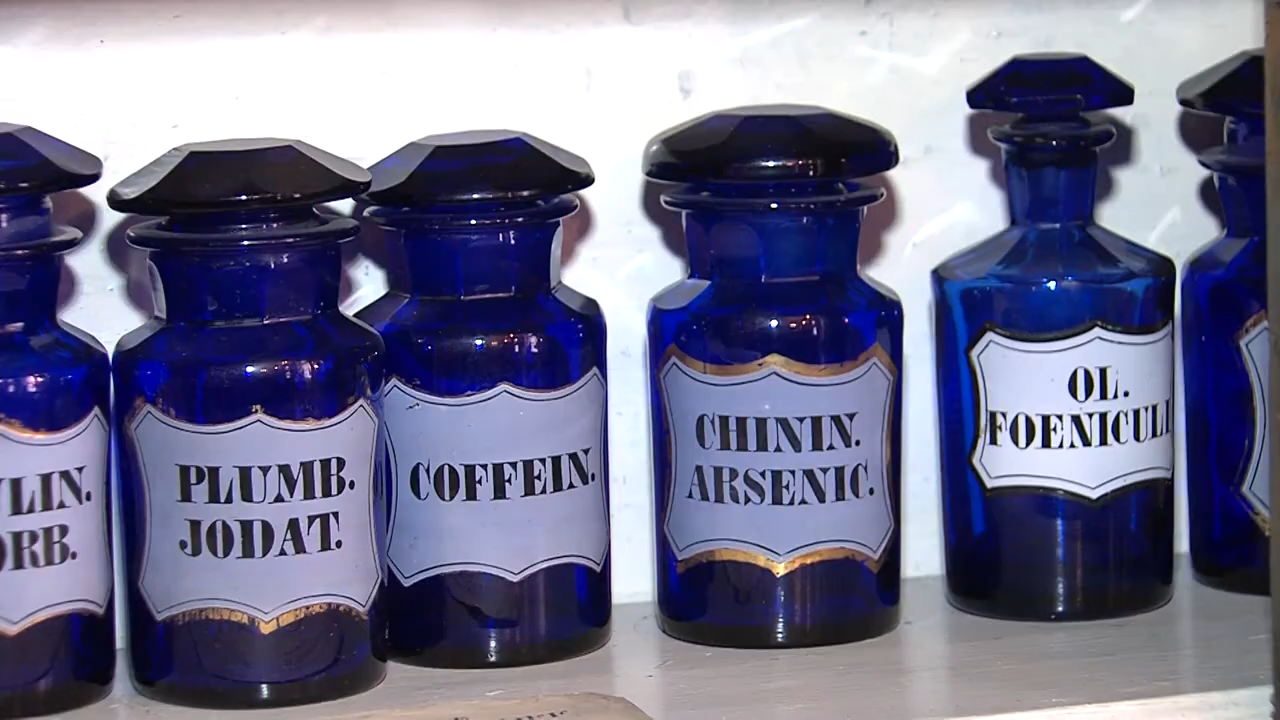 PLUMB.
JODAT.
COFFEIN.
CHININ.
ARSENIC.
OL.
FOENICULI